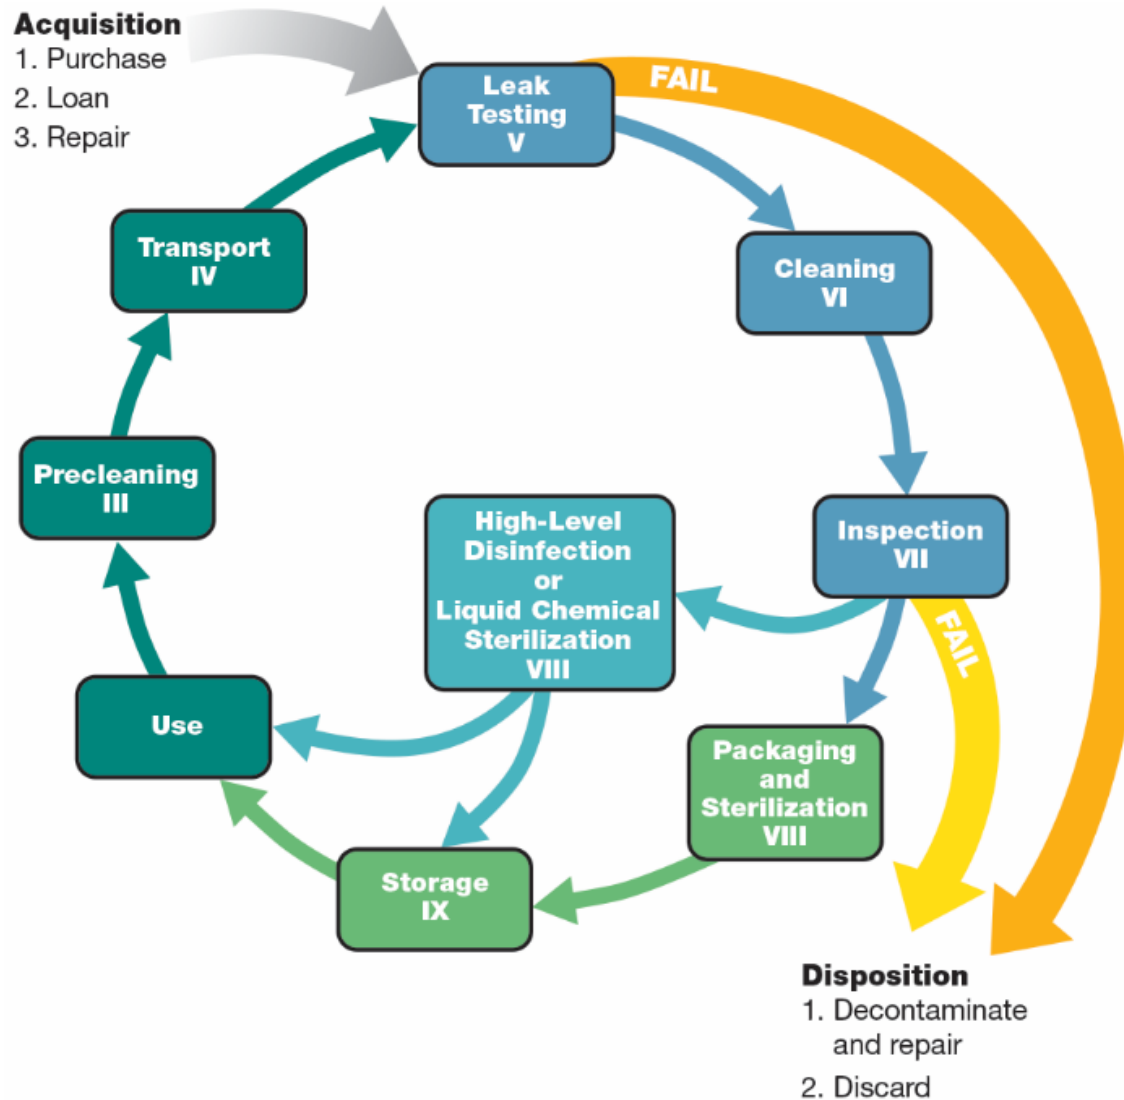 Acquisition
1. Purchase
2. Loan
3. Repair
Leak
Testing
V
FAIL
Transport
IV
Cleaning
VI
Precleaning
III
High-Level
Disinfection
or
Liquid Chemical
Sterilization
VIII
Inspection
VII
FAIL
Use
Packaging
and
Sterilization
VIII
Storage
IX
Disposition
1. Decontaminate
and repair
2. Discard